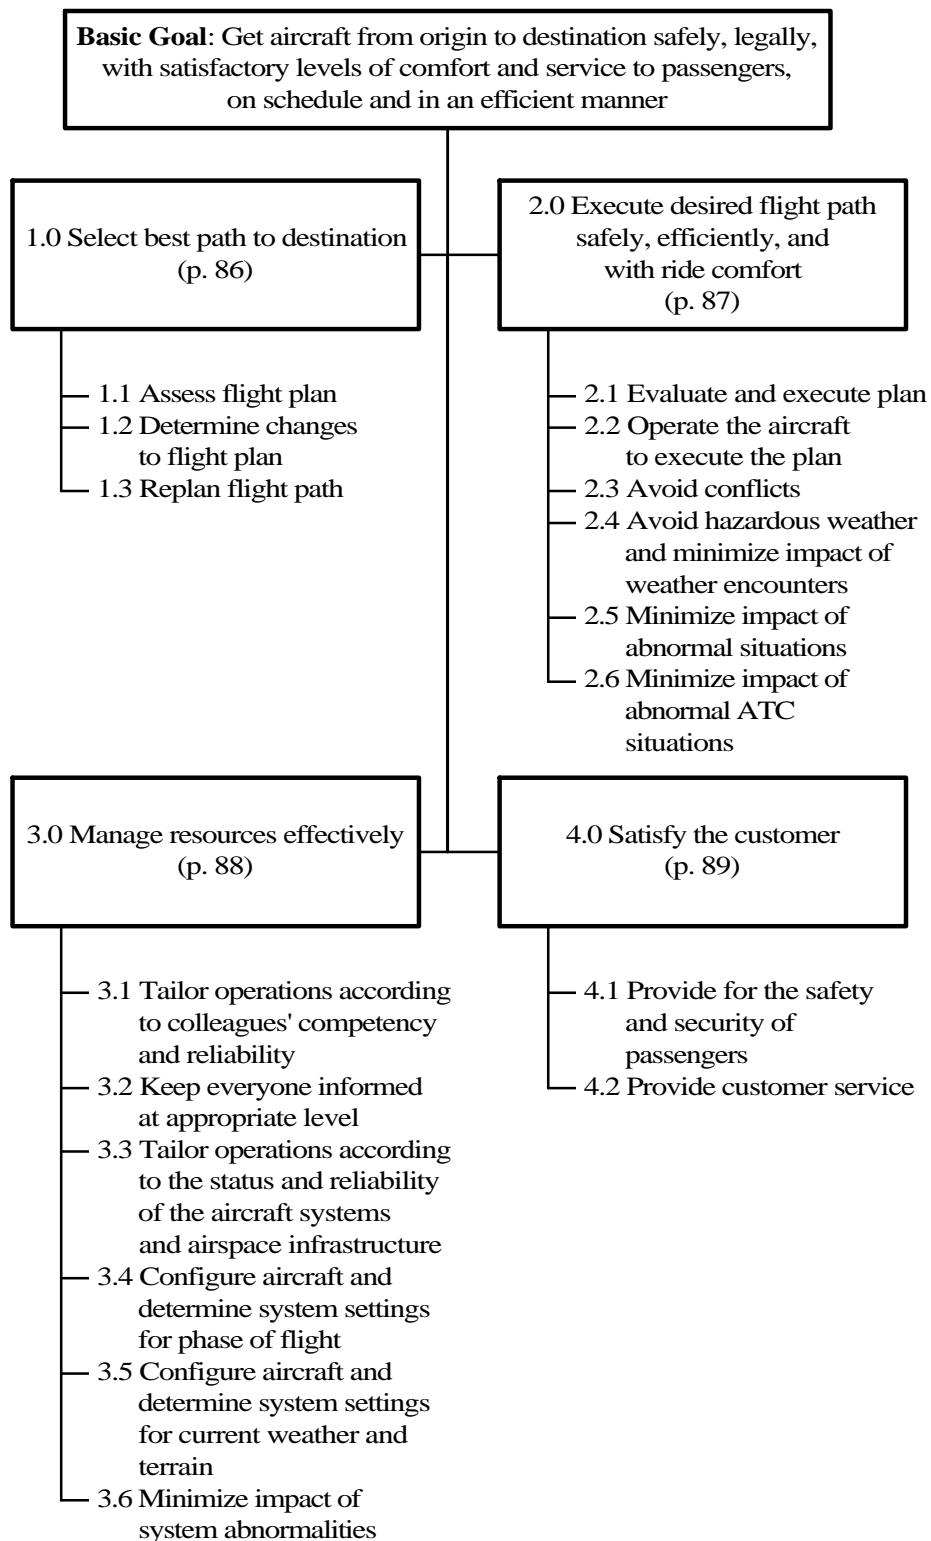 Basic Goal: Get aircraft from origin to destination safely, legally,
with satisfactory levels of comfort and service to passengers,
on schedule and in an efficient manner
1.0 Select best path to destination
(p. 86)
2.0 Execute desired flight path
safely, efficiently, and
with ride comfort
(p. 87)
1.1 Assess flight plan
1.2 Determine changes
to flight plan
1.3 Replan flight path
2.1 Evaluate and execute plan
2.2 Operate the aircraft
to execute the plan
2.3 Avoid conflicts
2.4 Avoid hazardous weather
and minimize impact of
weather encounters
2.5 Minimize impact of
abnormal situations
2.6 Minimize impact of
abnormal ATC
situations
3.0 Manage resources effectively
(p. 88)
4.0 Satisfy the customer
(p. 89)
3.1 Tailor operations according
to colleagues' competency
and reliability
3.2 Keep everyone informed
at appropriate level
3.3 Tailor operations according
to the status and reliability
of the aircraft systems
and airspace infrastructure
3.4 Configure aircraft and
determine system settings
for phase of flight
3.5 Configure aircraft and
determine system settings
for current weather and
terrain
3.6 Minimize impact of
system abnormalities
4.1 Provide for the safety
and security of
passengers
4.2 Provide customer service